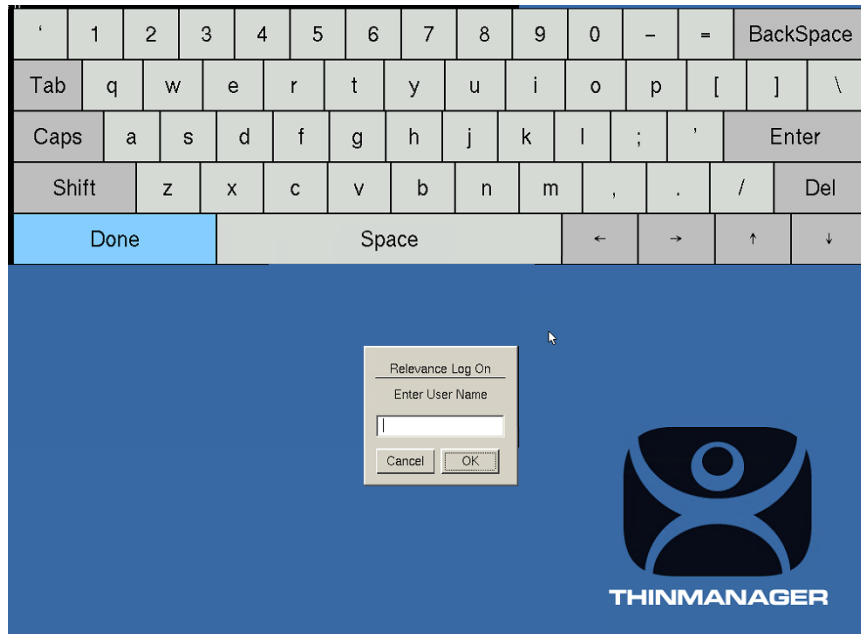 ‘ 1 2 3 4 5 6 7 8 9 0 – = BackSpace
Tab q w e r t y u i o p [ ] \
Caps a s d f g h j k l ; ’ Enter
Shift z x c v b n m , . / Del
Done Space ← → ↑ ↓
Relevance Log On
Enter User Name
Cancel OK
THINMANAGER